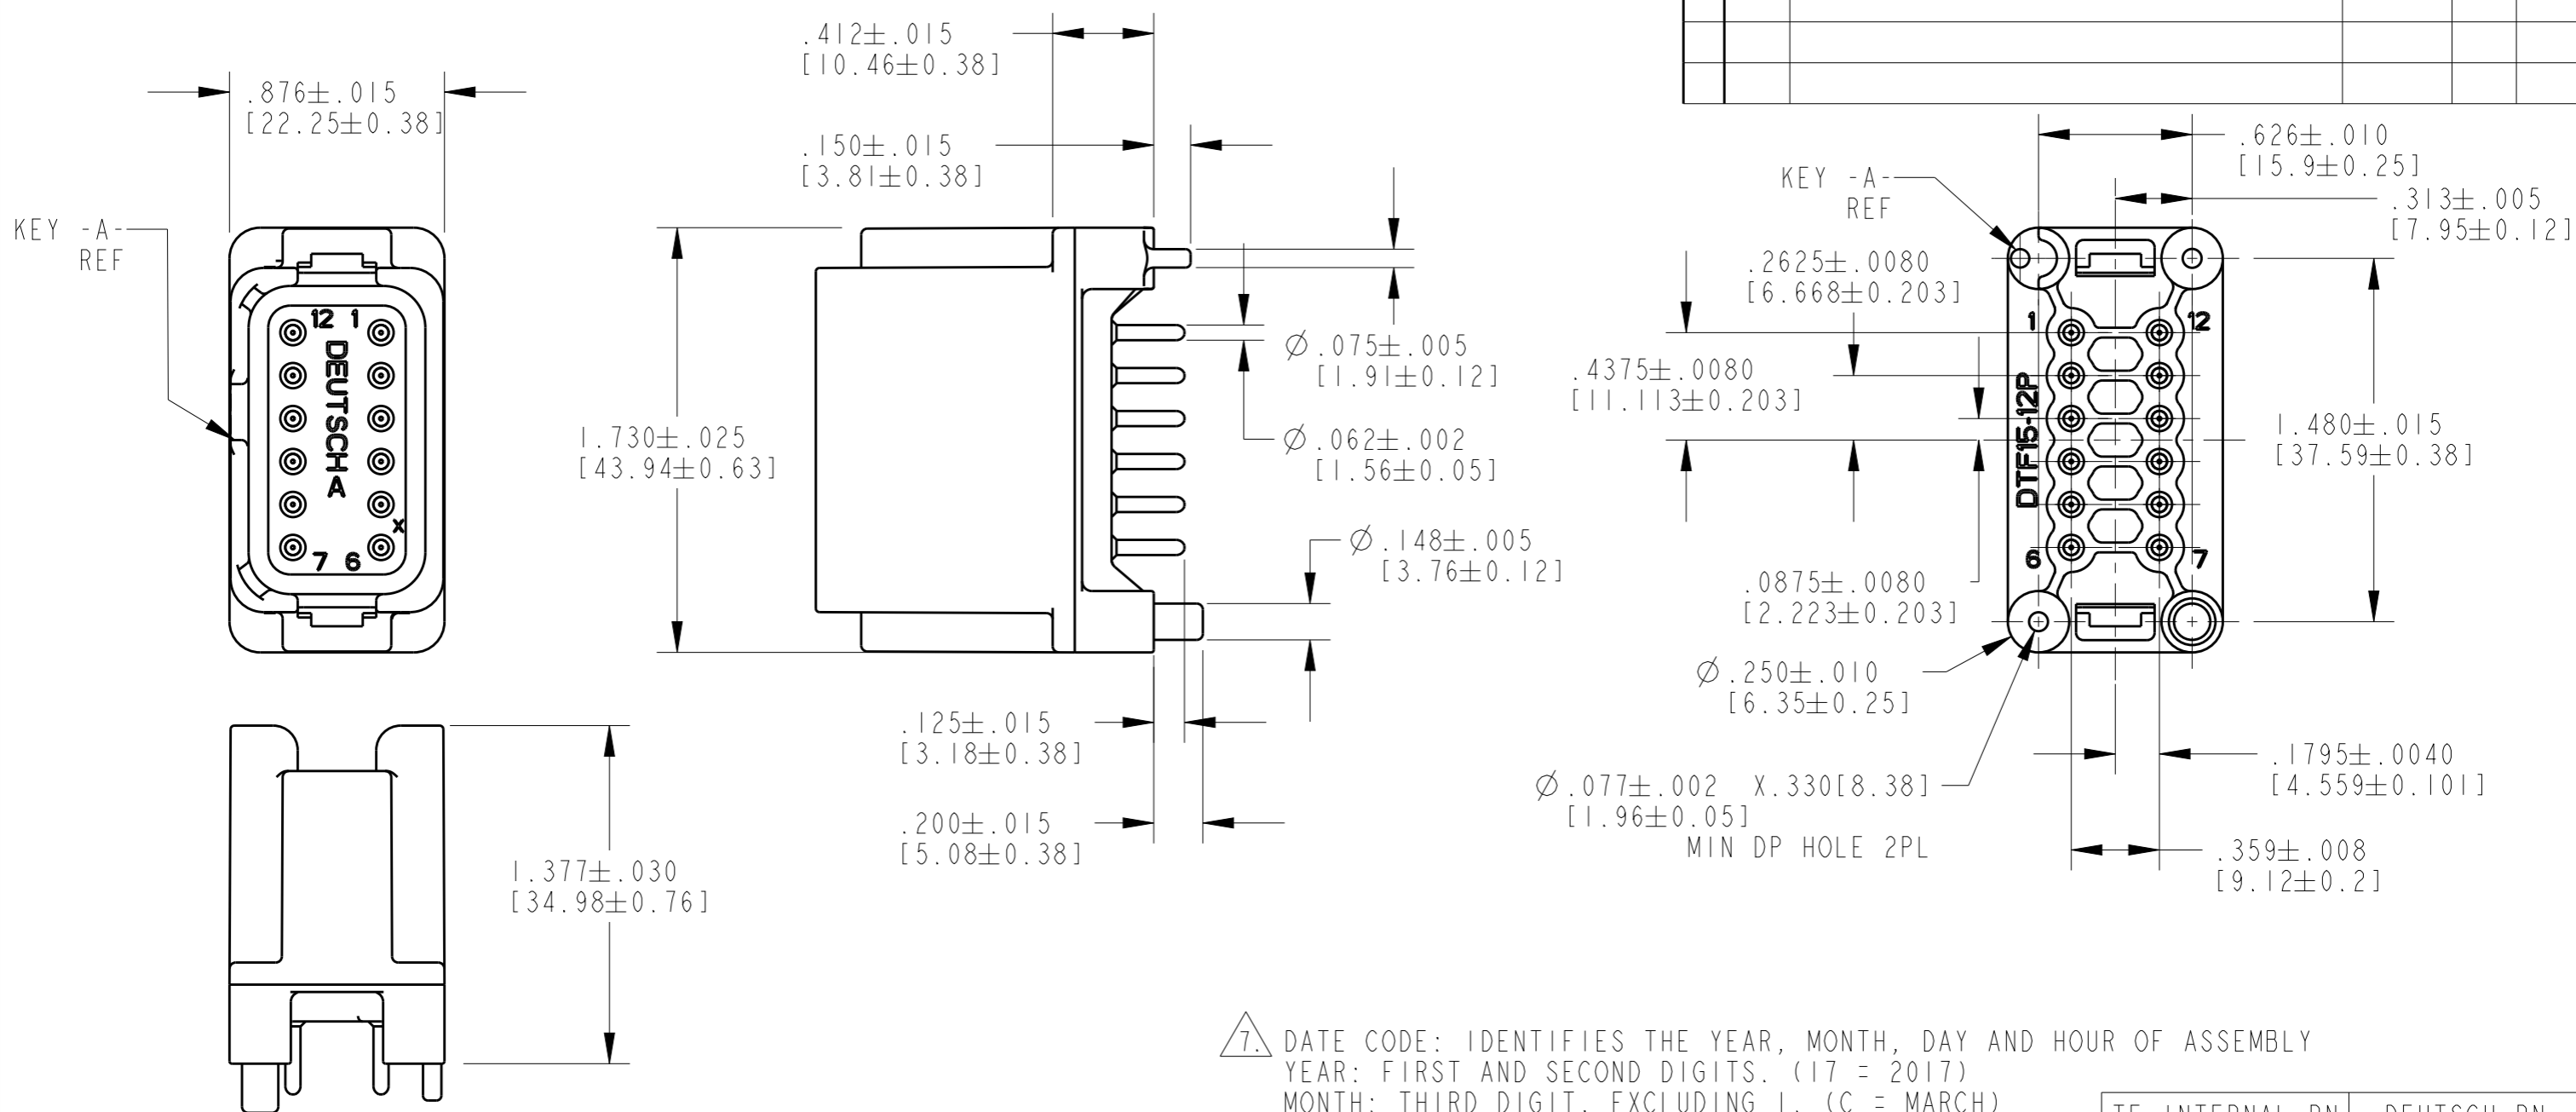 .876±.015
[22.25±0.38]
KEY -A-
REF
12 1
DEUTSCH
A
x
7 6
1.377±.030
[34.98±0.76]
.412±.015
[10.46±0.38]
.150±.015
[3.81±0.38]
1.730±.025
[43.94±0.63]
Ø.075±.005
[1.91±0.12]
Ø.062±.002
[1.56±0.05]
Ø.148±.005
[3.76±0.12]
.125±.015
[3.18±0.38]
.200±.015
[5.08±0.38]
.626±.010
[15.9±0.25]
KEY -A-
REF
.313±.005
[7.95±0.12]
.2625±.0080
[6.668±0.203]
.4375±.0080
[11.113±0.203]
1 12
DTF15-12P
6 7
1.480±.015
[37.59±0.38]
.0875±.0080
[2.223±0.203]
Ø.250±.010
[6.35±0.25]
Ø.077±.002 X.330[8.38]
[1.96±0.05]
MIN DP HOLE 2PL
.1795±.0040
[4.559±0.101]
.359±.008
[9.12±0.2]
7. DATE CODE: IDENTIFIES THE YEAR, MONTH, DAY AND HOUR OF ASSEMBLY
YEAR: FIRST AND SECOND DIGITS. (17 = 2017)
MONTH: THIRD DIGIT, EXCLUDING I. (C = MARCH)
TE INTERNAL PN DEUTSCH PN